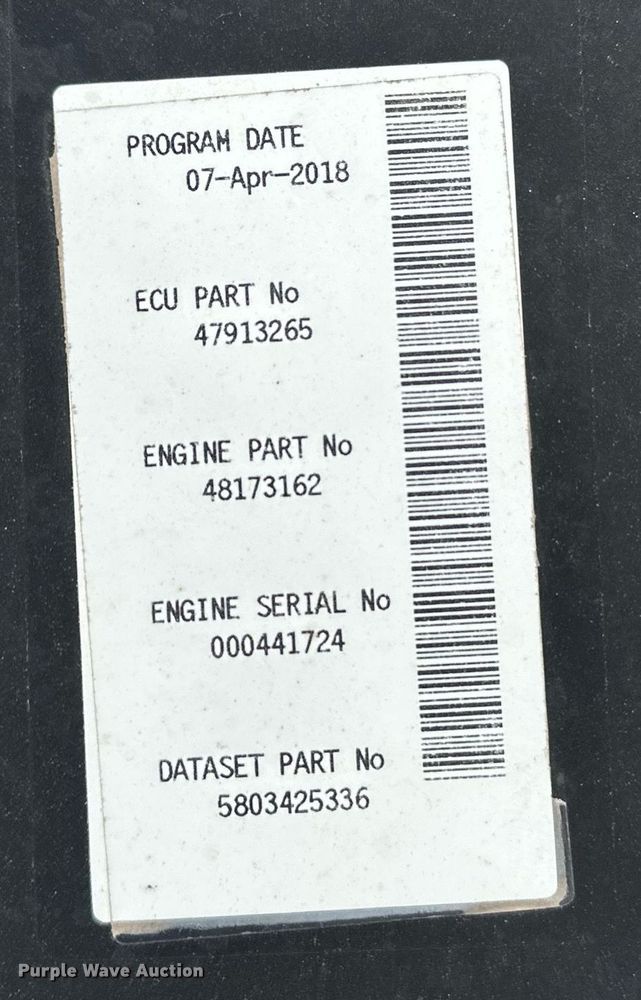 PROGRAM DATE
07-Apr-2018
ECU PART No
47913265
ENGINE PART No
48173162
ENGINE SERIAL No
000441724
DATASET PART No
5803425336
Purple Wave Auction